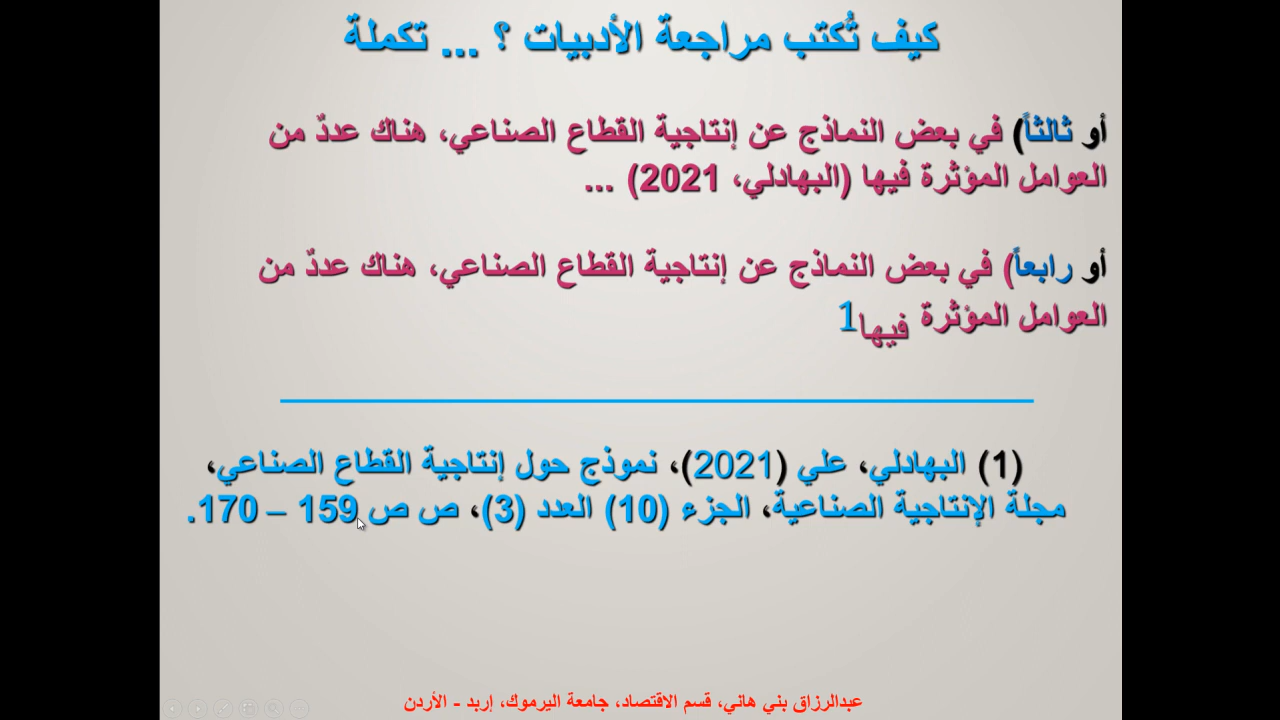 كيف تُكتب مراجعة الأدبيات ؟ ... تكملة
أو ثالثاً) في بعض النماذج عن إنتاجية القطاع الصناعي، هناك عددٌ من
العوامل المؤثرة فيها (البهادلي، 2021) ...
أو رابعاً) في بعض النماذج عن إنتاجية القطاع الصناعي، هناك عددٌ من
العوامل المؤثرة فيها1
(1) البهادلي، علي (2021)، نموذج حول إنتاجية القطاع الصناعي،
مجلة الإنتاجية الصناعية، الجزء (10) العدد (3)، ص ص 159 – 170.
عبدالرزاق بني هاني، قسم الاقتصاد، جامعة اليرموك، إربد - الأردن